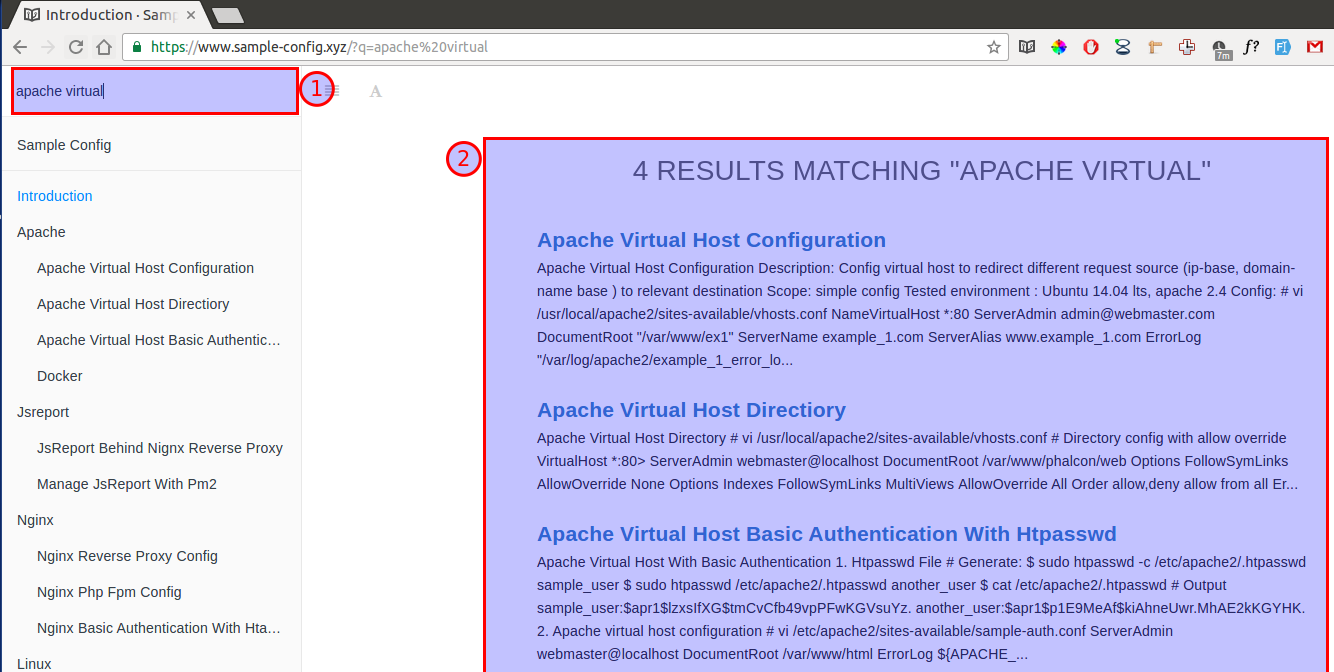 Introduction · Samp
https://www.sample-config.xyz/?q=apache%20virtual
7m
f?
apache virtual
1
A
Sample Config
Introduction
Apache
Apache Virtual Host Configuration
Apache Virtual Host Directory
Apache Virtual Host Basic Authentic...
Docker
Jsreport
JsReport Behind Nignx Reverse Proxy
Manage JsReport With Pm2
Nginx
Nginx Reverse Proxy Config
Nginx Php Fpm Config
Nginx Basic Authentication With Hta...
Linux
2
4 RESULTS MATCHING "APACHE VIRTUAL"
Apache Virtual Host Configuration
Apache Virtual Host Configuration Description: Config virtual host to redirect different request source (ip-base, domain-
name base ) to relevant destination Scope: simple config Tested environment : Ubuntu 14.04 lts, apache 2.4 Config: # vi
/usr/local/apache2/sites-available/vhosts.conf NameVirtualHost *:80 ServerAdmin admin@webmaster.com
DocumentRoot "/var/www/ex1" ServerName example_1.com ServerAlias www.example_1.com ErrorLog
"/var/log/apache2/example_1_error_lo...
Apache Virtual Host Directiory
Apache Virtual Host Directory # vi /usr/local/apache2/sites-available/vhosts.conf # Directory config with allow override
VirtualHost *:80> ServerAdmin webmaster@localhost DocumentRoot /var/www/phalcon/web Options FollowSymLinks
AllowOverride None Options Indexes FollowSymLinks MultiViews AllowOverride All Order allow,deny allow from all Er...
Apache Virtual Host Basic Authentication With Htpasswd
Apache Virtual Host With Basic Authentication 1. Htpasswd File # Generate: $ sudo htpasswd -c /etc/apache2/.htpasswd
sample_user $ sudo htpasswd /etc/apache2/.htpasswd another_user $ cat /etc/apache2/.htpasswd # Output
sample_user:$apr1$lzxsIfXG$tmCvCfb49vpPFwKGVsuYz. another_user:$apr1$p1E9MeAf$kiAhneUwr.MhAE2kKGYHK.
2. Apache virtual host configuration # vi /etc/apache2/sites-available/sample-auth.conf ServerAdmin
webmaster@localhost DocumentRoot /var/www/html ErrorLog ${APACHE_...